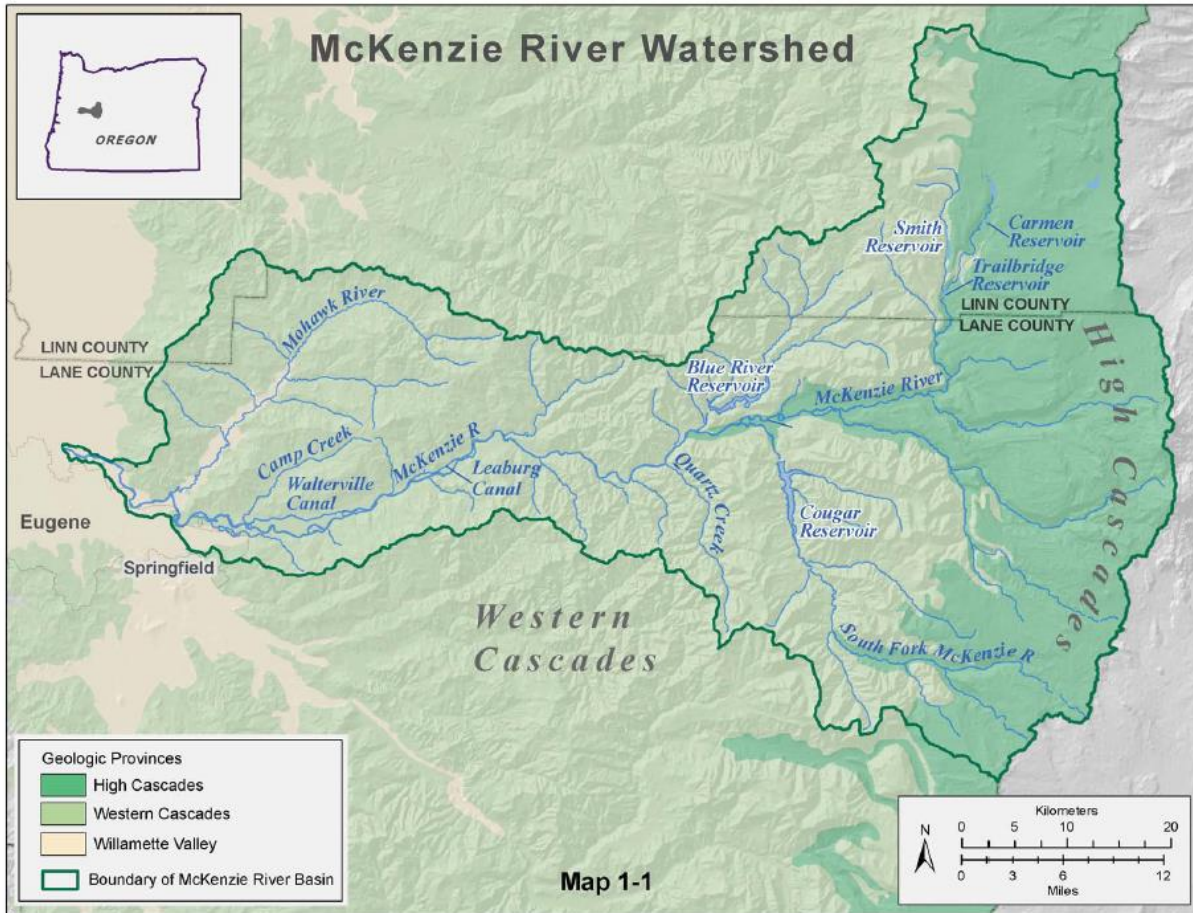 McKenzie River Watershed
OREGON
Smith
Reservoir
Carmen
Reservoir
Trailbridge
Reservoir
LINN COUNTY
LANE COUNTY
Mohawk River
LINN COUNTY
LANE COUNTY
High Cascades
Blue River
Reservoir
McKenzie River
Camp Creek
McKenzie R
Leaburg
Canal
Walterville
Canal
Quartz Creek
Cougar
Reservoir
Eugene
Springfield
Western
Cascades
South Fork McKenzie R
Geologic Provinces
High Cascades
Western Cascades
Willamette Valley
Boundary of McKenzie River Basin
Map 1-1
N
Kilometers
0 5 10 20
0 3 6 12
Miles